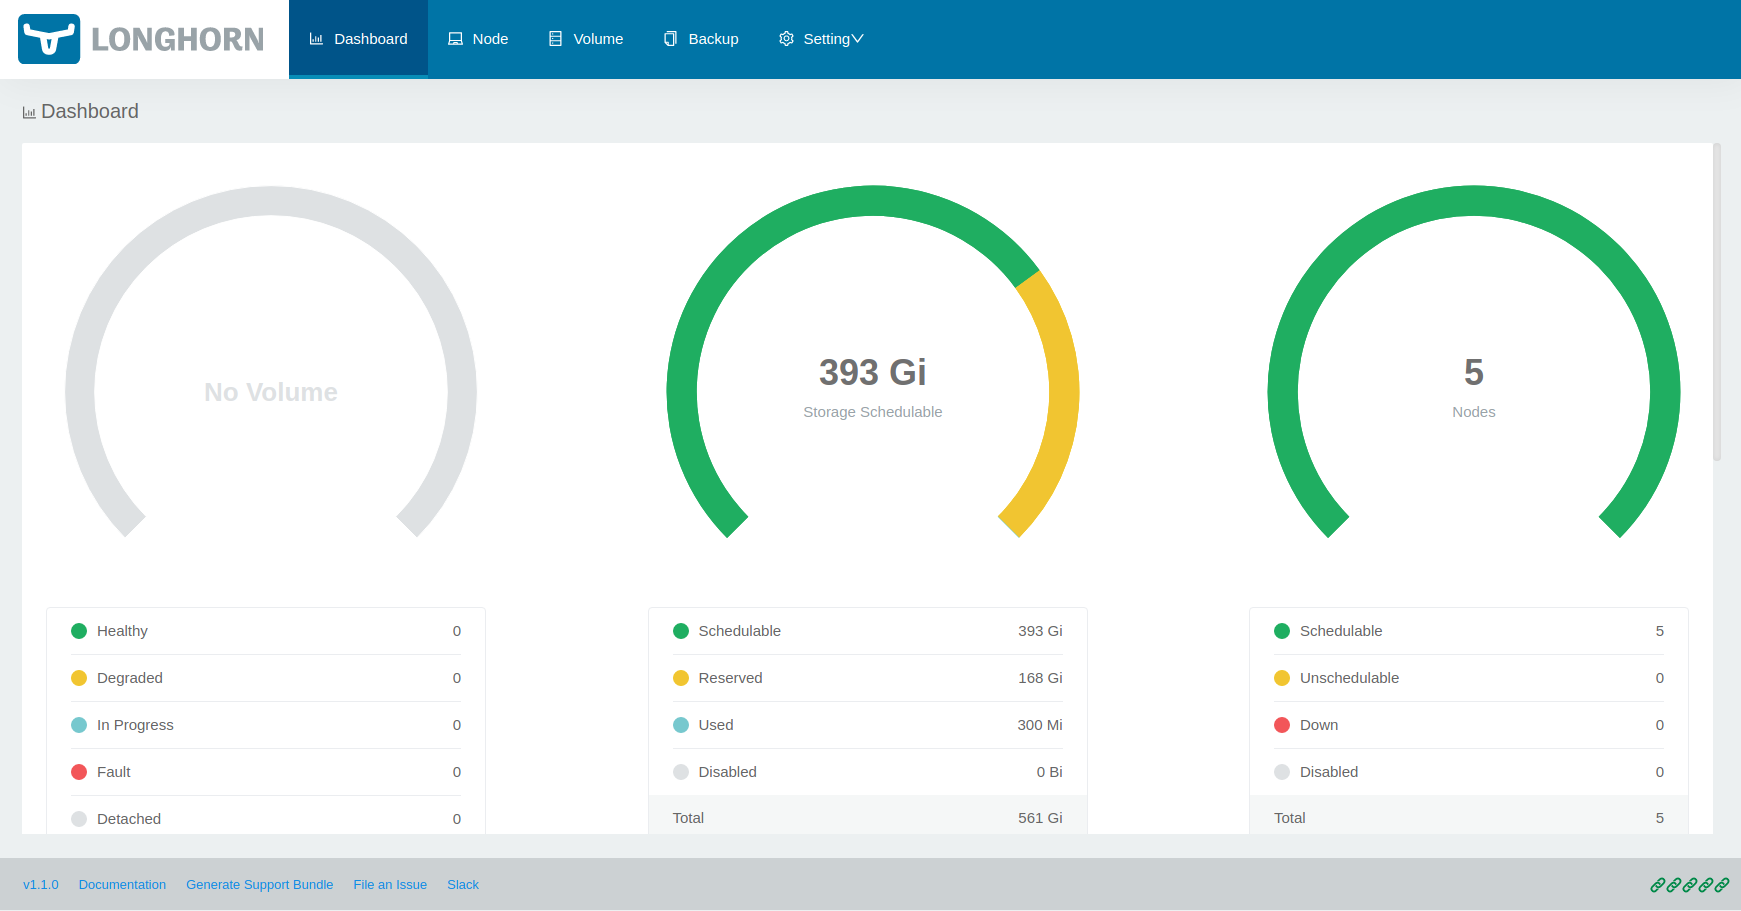 LONGHORN
Dashboard Node Volume Backup Setting
Dashboard
No Volume
393 Gi
Storage Schedulable
5
Nodes
Healthy 0
Degraded 0
In Progress 0
Fault 0
Detached 0
Schedulable 393 Gi
Reserved 168 Gi
Used 300 Mi
Disabled 0 Bi
Total 561 Gi
Schedulable 5
Unschedulable 0
Down 0
Disabled 0
Total 5
v1.1.0 Documentation Generate Support Bundle File an Issue Slack